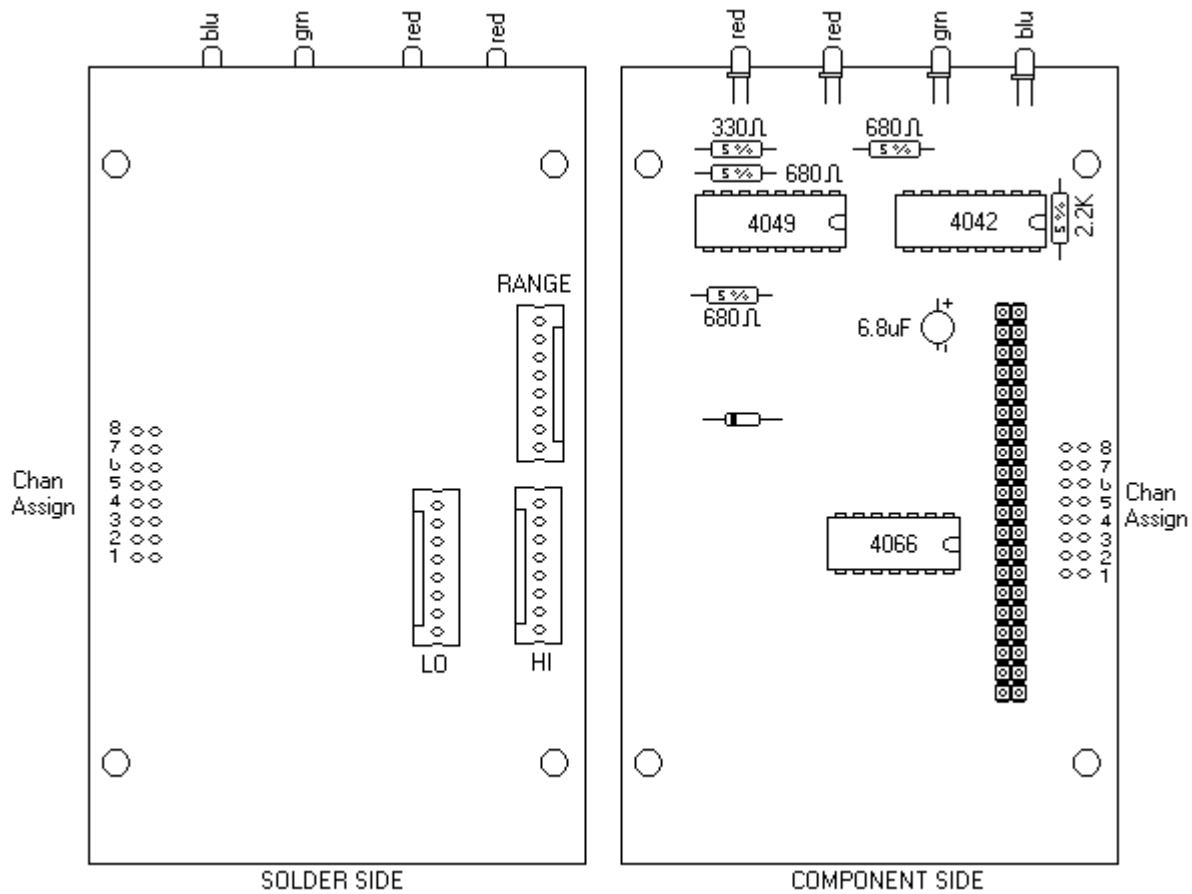 blu
grn
red
red
RANGE
8
7
6
5
4
3
2
1
Chan
Assign
LO
HI
SOLDER SIDE
red
red
grn
blu
330Ω
680Ω
5 %
5 %
5 %
680Ω
4049
4042
5 %
2.2K
5 %
680Ω
6.8uF
+
-
4066
8
7
6
5
4
3
2
1
Chan
Assign
COMPONENT SIDE